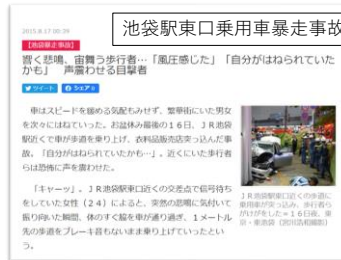 池袋駅東口乗用車暴走事故
2015.8.17 00:39
【池袋暴走事故】
響く悲鳴、宙舞う歩行者…「風圧感じた」「自分がはねられていた
かも」 声震わせる目撃者
ツイート
シェア
車はスピードを緩める気配もみせず、繁華街にいた男女
を次々にはねていった。お盆休み最後の16日、JR池袋
駅近くで車が歩道を乗り上げ、衣料品販売店突っ込んだ事
故。「自分がはねられていたかも…」。近くにいた歩行者
らは恐怖に声を震わせた。
「キャーッ」。JR池袋駅東口近くの交差点で信号待ち
をしていた女性（24）によると、突然の悲鳴に気付いて
振り向いた瞬間、体のすぐ脇を車が通り過ぎ、1メートル
先の歩道をブレーキ音もないまま乗り上げていったとい
う。
JR池袋駅東口近くの歩道に
乗用車が突っ込み、歩行者ら
がけがをした＝16日夜、東
京・東池袋